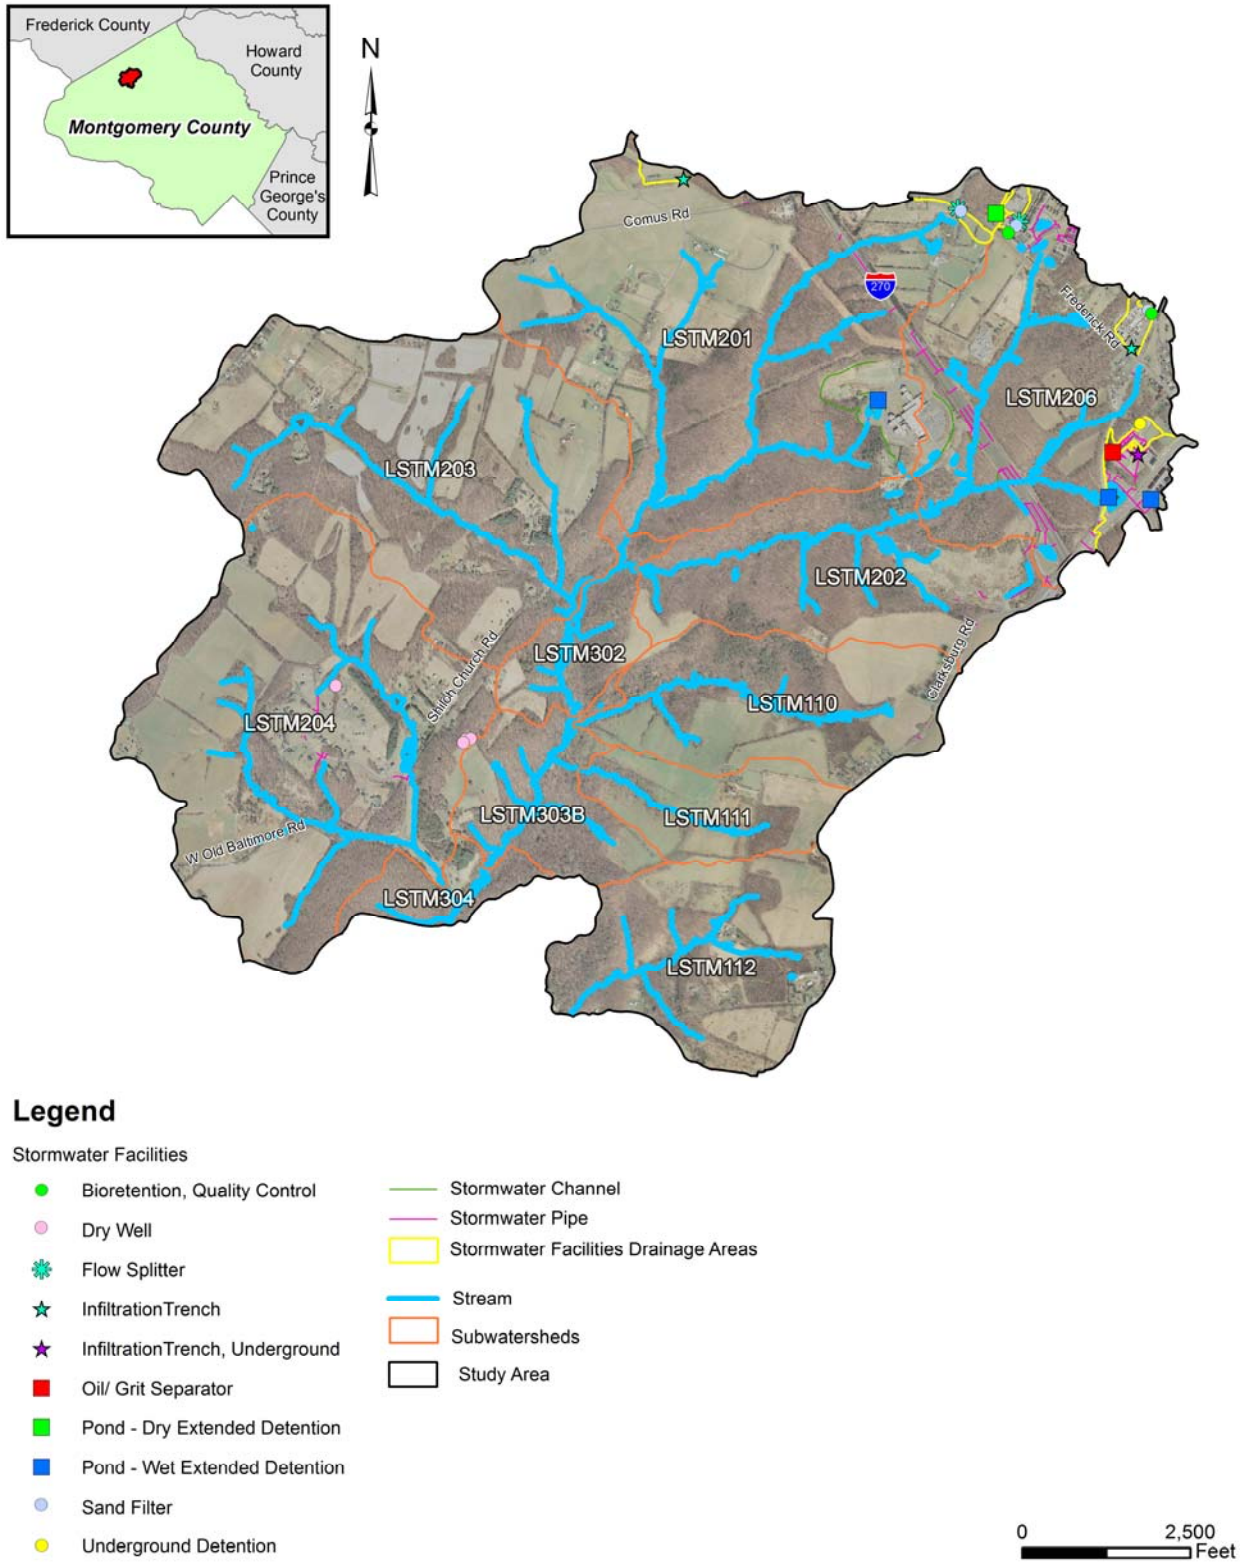 Frederick County
Howard
County
Montgomery County
Prince
George's
County
N
Comus Rd
270
Frederick Rd
LSTM201
LSTM206
LSTM203
LSTM202
LSTM302
Shiloh Church Rd
Clarksburg Rd
LSTM110
LSTM204
LSTM303B
LSTM111
W Old Baltimore Rd
LSTM304
LSTM112
Legend
Stormwater Facilities
Bioretention, Quality Control
Dry Well
Flow Splitter
InfiltrationTrench
InfiltrationTrench, Underground
Oil/ Grit Separator
Pond - Dry Extended Detention
Pond - Wet Extended Detention
Sand Filter
Underground Detention
Stormwater Channel
Stormwater Pipe
Stormwater Facilities Drainage Areas
Stream
Subwatersheds
Study Area
0 2,500
Feet